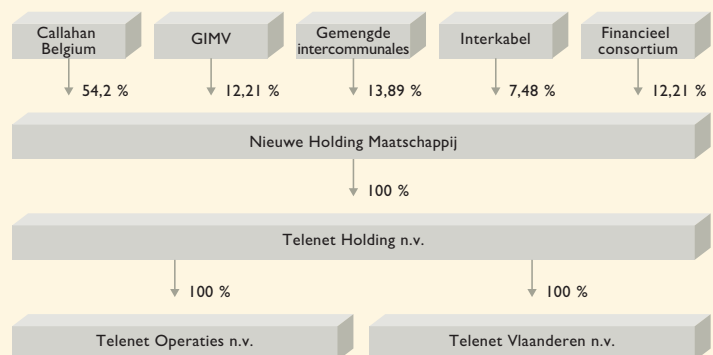 Callahan
Belgium
GIMV
Gemengde
intercommunales
Interkabel
Financieel
consortium
54,2 %
12,21 %
13,89 %
7,48 %
12,21 %
Nieuwe Holding Maatschappij
100 %
Telenet Holding n.v.
100 %
100 %
Telenet Operaties n.v.
Telenet Vlaanderen n.v.